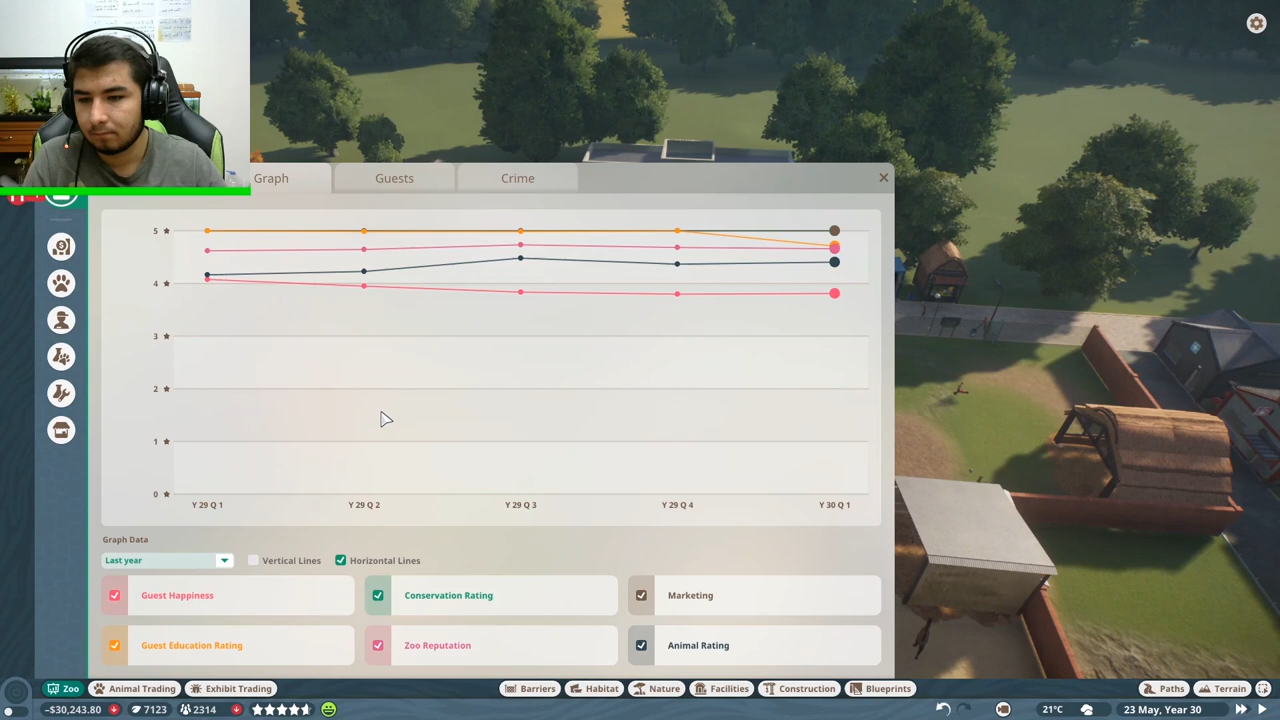 Graph Guests Crime
5
4
3
2
1
0
Y 29 Q 1 Y 29 Q 2 Y 29 Q 3 Y 29 Q 4 Y 30 Q 1
Graph Data
Last year Vertical Lines Horizontal Lines
Guest Happiness Conservation Rating Marketing
Guest Education Rating Zoo Reputation Animal Rating
Zoo Animal Trading Exhibit Trading Barriers Habitat Nature Facilities Construction Blueprints Paths Terrain
-$30,243.80 7123 2314 21°C 23 May, Year 30